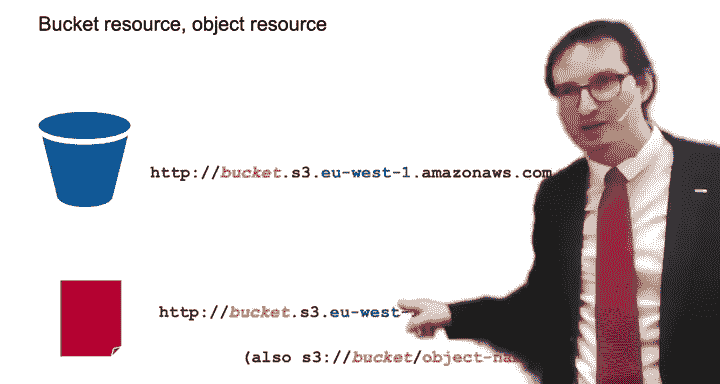 Bucket resource, object resource
http://bucket.s3.eu-west-1.amazonaws.com
http://bucket.s3.eu-west-
(also s3://bucket/object-na